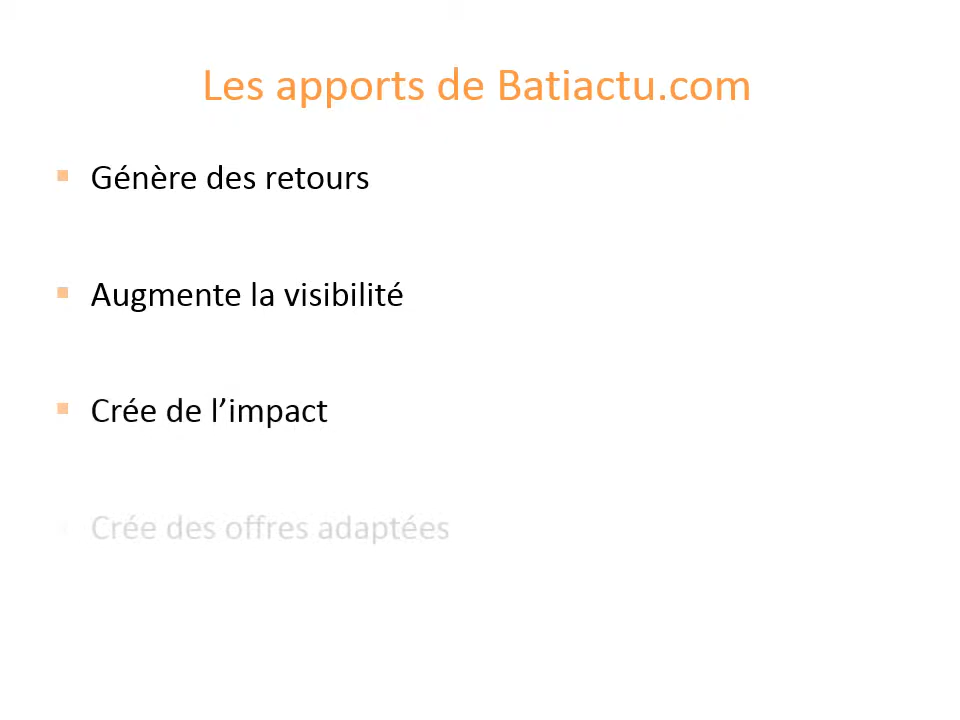 Les apports de Batiactu.com
Génère des retours
Augmente la visibilité
Crée de l’impact
Crée des offres adaptées